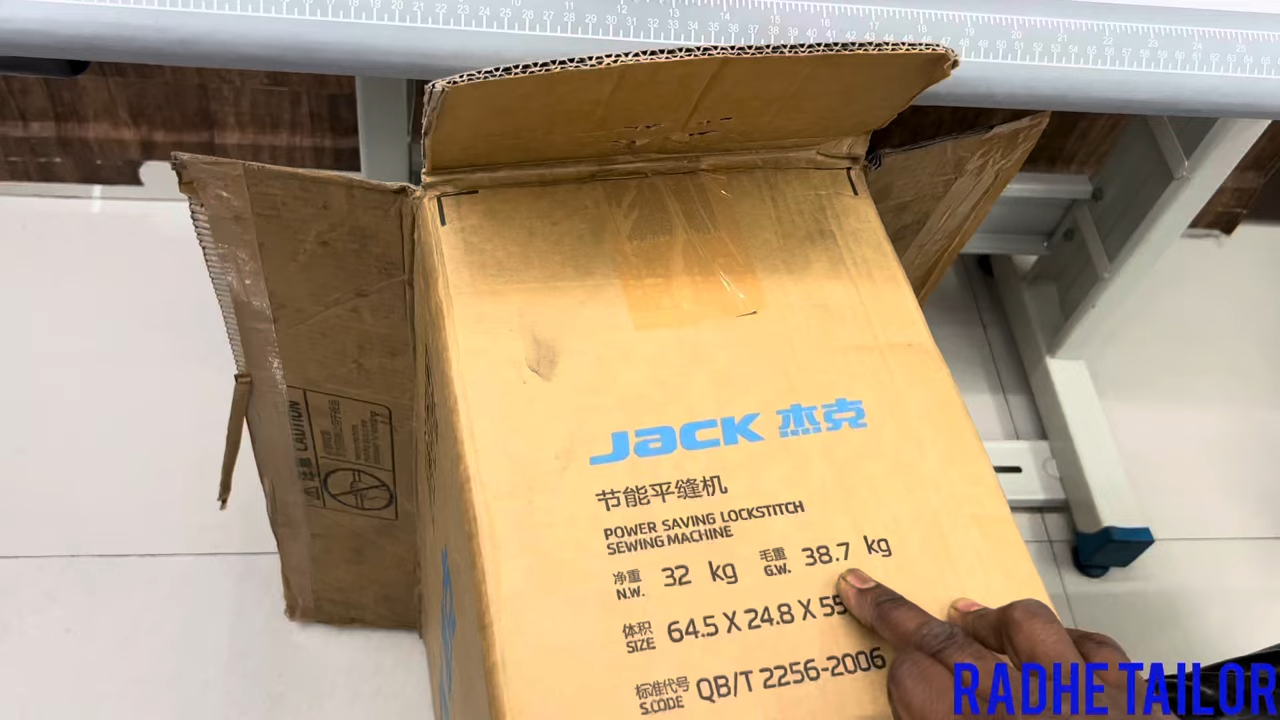 JACK 杰克
节能平缝机
POWER SAVING LOCKSTITCH
SEWING MACHINE
净重 N.W. 32 kg 毛重 G.W. 38.7 kg
体积 SIZE 64.5 X 24.8 X 55
标准代号 S.CODE QB/T 2256-2006
注意 CAUTION
RADHE TAILOR